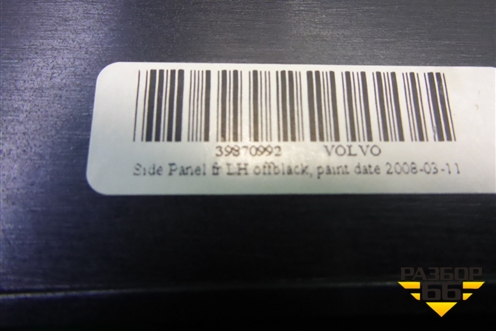 39870992 VOLVO
Side Panel fr LH offblack, paint date 2008-03-11
РАЗБОР
66